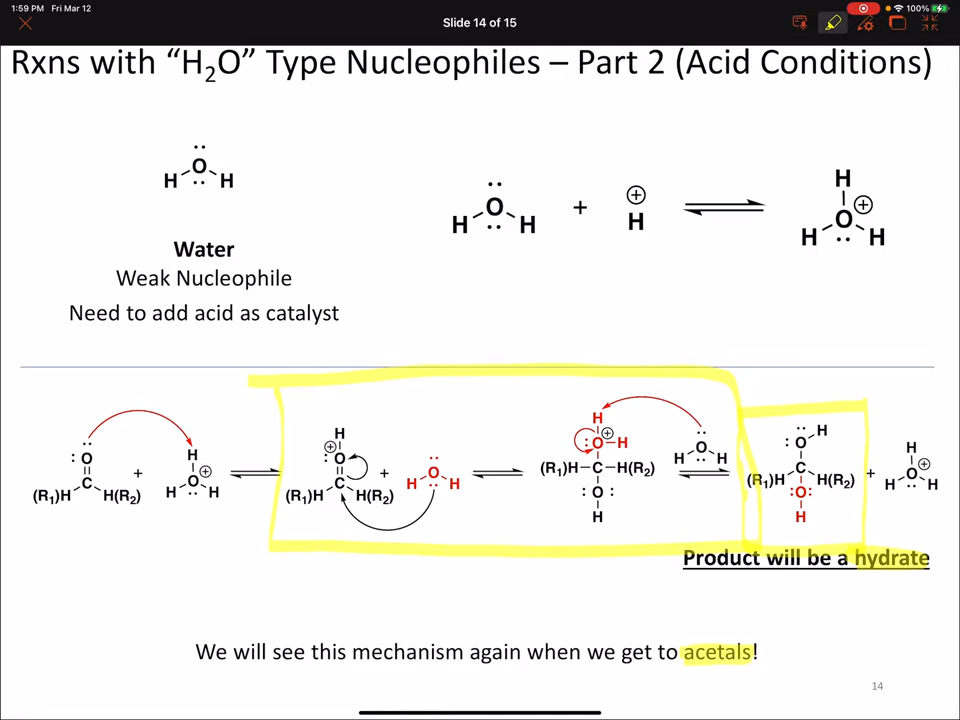 1:59 PM Fri Mar 12
Slide 14 of 15
100%
Rxns with “H₂O” Type Nucleophiles – Part 2 (Acid Conditions)
H O H
Water
Weak Nucleophile
Need to add acid as catalyst
H O H + H ⊕ H O ⊕ H H
(R₁)H C O H(R₂) + H O ⊕ H H
(R₁)H C O ⊕ H H(R₂) + H O H
H O ⊕ H (R₁)H–C–H(R₂) O H
H O H
O H (R₁)H C H(R₂) O H + H O ⊕ H H
Product will be a hydrate
We will see this mechanism again when we get to acetals!
14